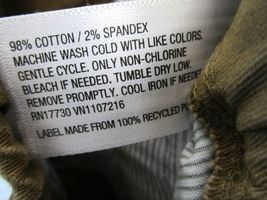 98% COTTON / 2% SPANDEX
MACHINE WASH COLD WITH LIKE COLORS.
GENTLE CYCLE. ONLY NON-CHLORINE
BLEACH IF NEEDED. TUMBLE DRY LOW.
REMOVE PROMPTLY. COOL IRON IF NEEDED.
RN17730 VN1107216
LABEL MADE FROM 100% RECYCLED